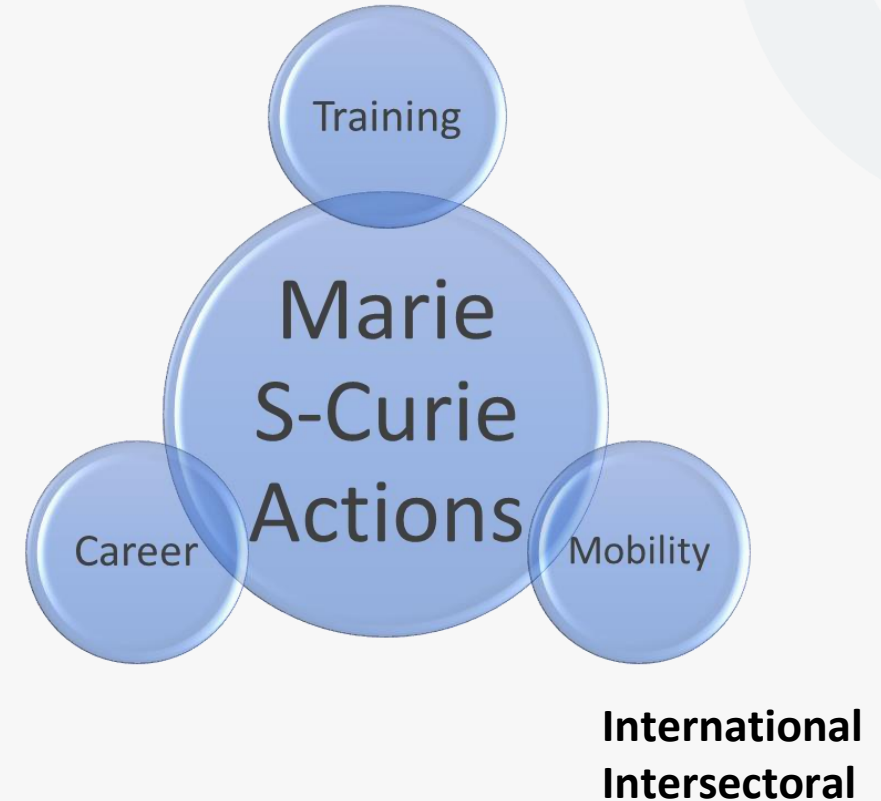 Training
Marie
S-Curie
Actions
Career
Mobility
International
Intersectoral